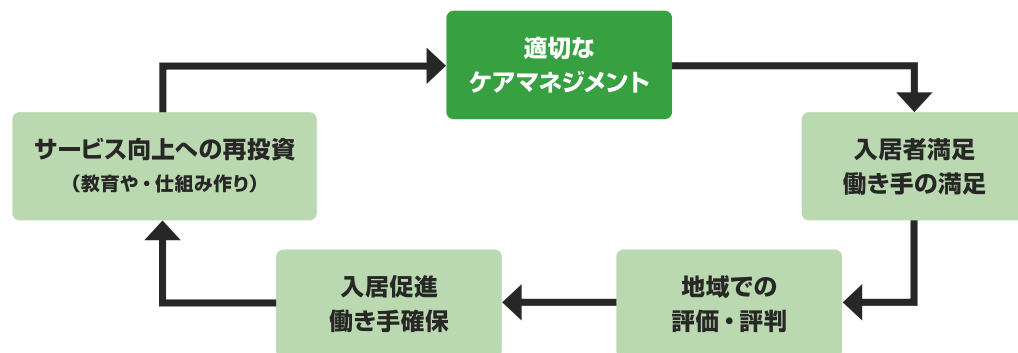 適切な
ケアマネジメント
入居者満足
働き手の満足
地域での
評価・評判
入居促進
働き手確保
サービス向上への再投資
（教育や・仕組み作り）